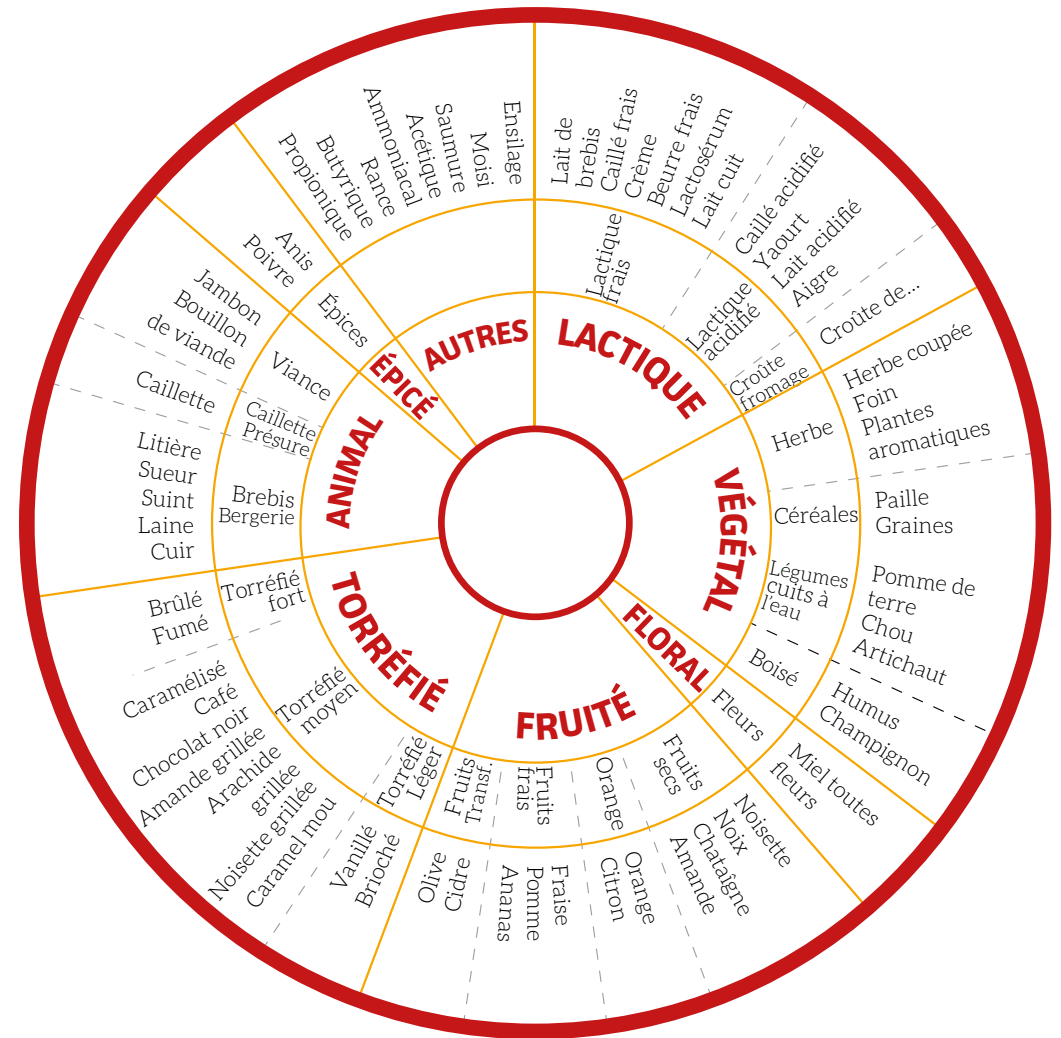 LACTIQUE
Lactique
frais
Lait de
brebis
Caillé frais
Crème
Beurre frais
Lactosérum
Lait cuit
Lactique
acidifié
Caillé acidifié
Yaourt
Lait acidifié
Aigre
Croûte
fromage
Croûte de...
VÉGÉTAL
Herbe
Herbe coupée
Foin
Plantes
aromatiques
Céréales
Paille
Graines
Légumes
cuits à
l'eau
Pomme de
terre
Chou
Artichaut
Boisé
Humus
Champignon
FLORAL
Fleurs
Miel toutes
fleurs
FRUITÈ
Fruits
secs
Noisette
Noix
Chataîgne
Amande
Orange
Orange
Citron
Fruits
frais
Fraise
Pomme
Ananas
Fruits
Transf.
Olive
Cidre
TORRÉFIÉ
Torréfié
Léger
Vanillé
Brioché
Torréfié
moyen
Caramélisé
Café
Chocolat noir
Amande grillée
Arachide
grillée
Noisette grillée
Caramel mou
Torréfié
fort
Brûlé
Fumé
ANIMAL
Brebis
Bergerie
Litière
Sueur
Suint
Laine
Cuir
Caillette
Présure
Caillette
Viance
Jambon
Bouillon
de viande
ÉPICÉ
Épices
Anis
Poivre
AUTRES
Propionique
Butyrique
Rance
Ammoniacal
Acétique
Saumure
Moisi
Ensilage